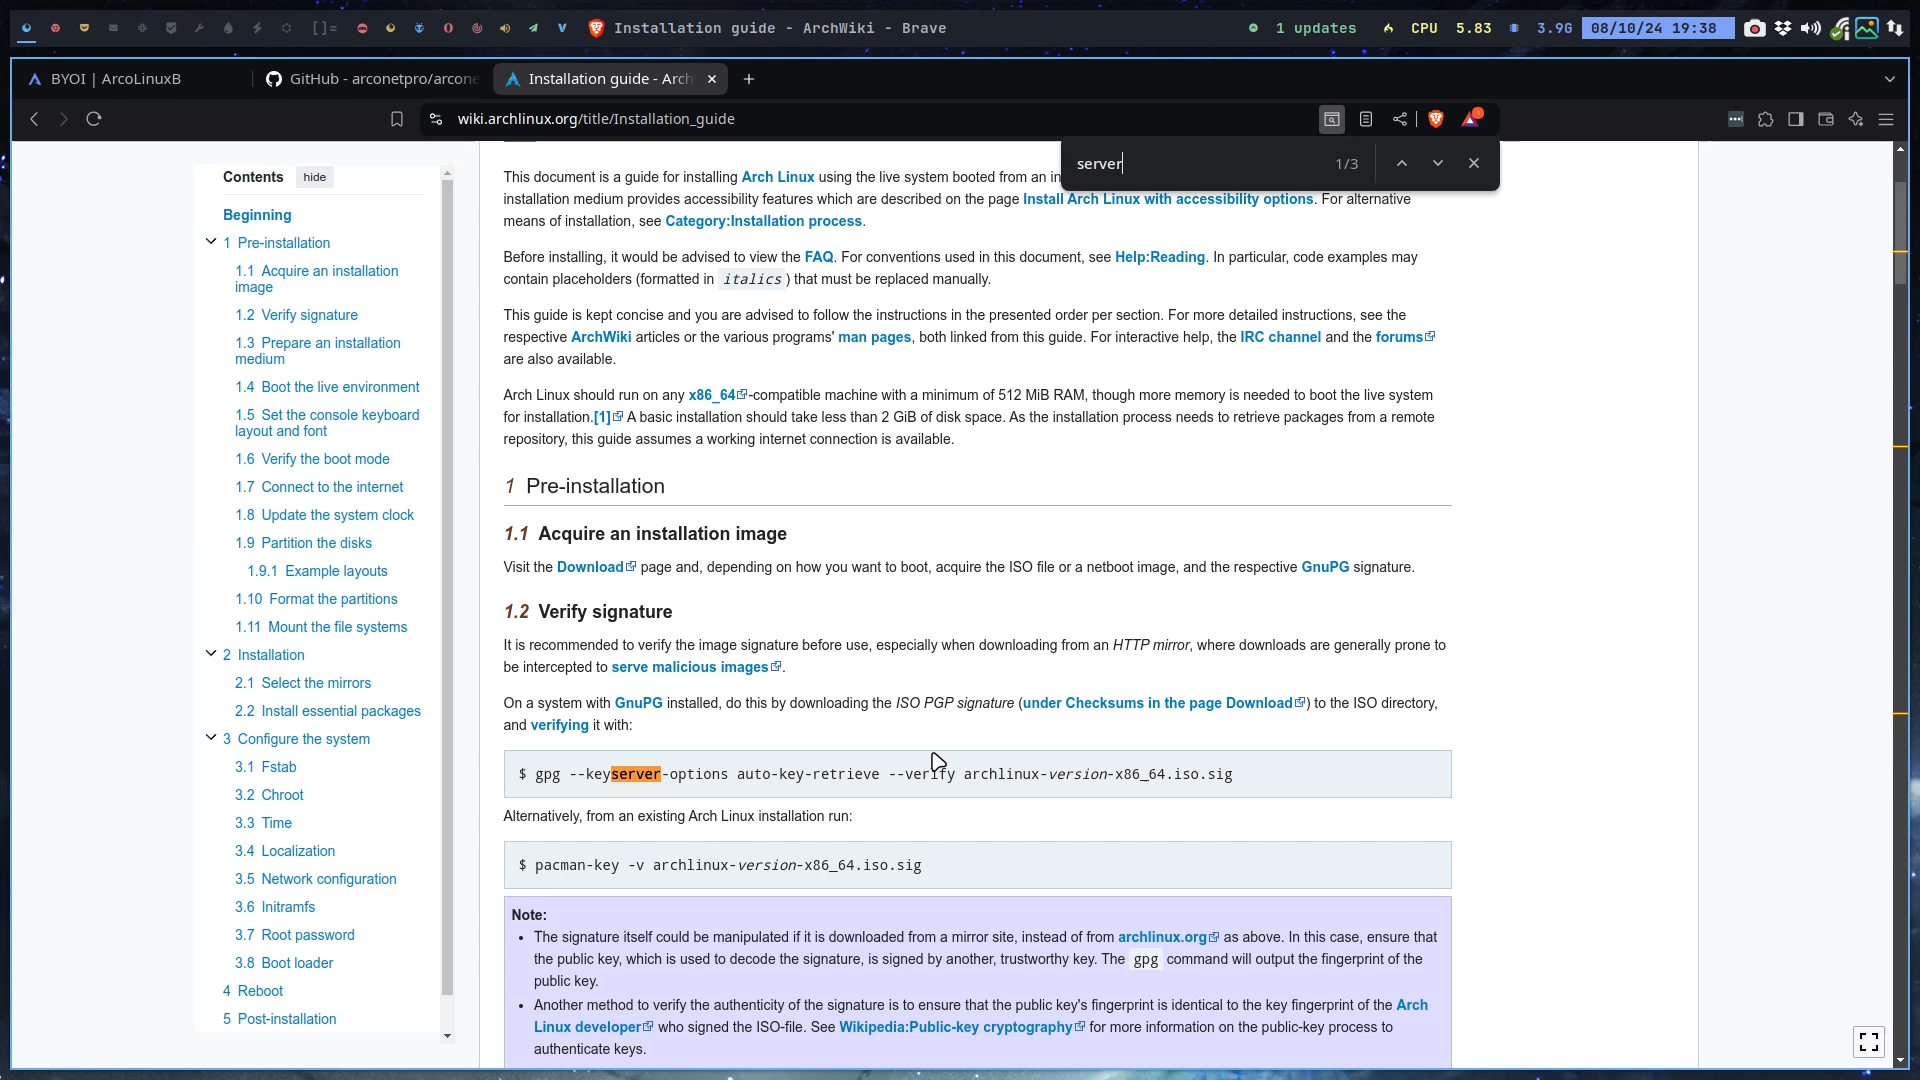 []=
Installation guide - ArchWiki - Brave
1 updates
CPU 5.83
3.9G
08/10/24 19:38
BYOI | ArcoLinuxB
GitHub - arconetpro/arcone
Installation guide - Arch
wiki.archlinux.org/title/Installation_guide
server
1/3
Contents hide
Beginning
1 Pre-installation
1.1 Acquire an installation
image
1.2 Verify signature
1.3 Prepare an installation
medium
1.4 Boot the live environment
1.5 Set the console keyboard
layout and font
1.6 Verify the boot mode
1.7 Connect to the internet
1.8 Update the system clock
1.9 Partition the disks
1.9.1 Example layouts
1.10 Format the partitions
1.11 Mount the file systems
2 Installation
2.1 Select the mirrors
2.2 Install essential packages
3 Configure the system
3.1 Fstab
3.2 Chroot
3.3 Time
3.4 Localization
3.5 Network configuration
3.6 Initramfs
3.7 Root password
3.8 Boot loader
4 Reboot
5 Post-installation
This document is a guide for installing Arch Linux using the live system booted from an in
installation medium provides accessibility features which are described on the page Install Arch Linux with accessibility options. For alternative
means of installation, see Category:Installation process.
Before installing, it would be advised to view the FAQ. For conventions used in this document, see Help:Reading. In particular, code examples may
contain placeholders (formatted in italics ) that must be replaced manually.
This guide is kept concise and you are advised to follow the instructions in the presented order per section. For more detailed instructions, see the
respective ArchWiki articles or the various programs' man pages, both linked from this guide. For interactive help, the IRC channel and the forums
are also available.
Arch Linux should run on any x86_64-compatible machine with a minimum of 512 MiB RAM, though more memory is needed to boot the live system
for installation.[1] A basic installation should take less than 2 GiB of disk space. As the installation process needs to retrieve packages from a remote
repository, this guide assumes a working internet connection is available.
1 Pre-installation
1.1 Acquire an installation image
Visit the Download page and, depending on how you want to boot, acquire the ISO file or a netboot image, and the respective GnuPG signature.
1.2 Verify signature
It is recommended to verify the image signature before use, especially when downloading from an HTTP mirror, where downloads are generally prone to
be intercepted to serve malicious images.
On a system with GnuPG installed, do this by downloading the ISO PGP signature (under Checksums in the page Download) to the ISO directory,
and verifying it with:
$ gpg --keyserver-options auto-key-retrieve --verify archlinux-version-x86_64.iso.sig
Alternatively, from an existing Arch Linux installation run:
$ pacman-key -v archlinux-version-x86_64.iso.sig
Note:
• The signature itself could be manipulated if it is downloaded from a mirror site, instead of from archlinux.org as above. In this case, ensure that
the public key, which is used to decode the signature, is signed by another, trustworthy key. The gpg command will output the fingerprint of the
public key.
• Another method to verify the authenticity of the signature is to ensure that the public key's fingerprint is identical to the key fingerprint of the Arch
Linux developer who signed the ISO-file. See Wikipedia:Public-key cryptography for more information on the public-key process to
authenticate keys.